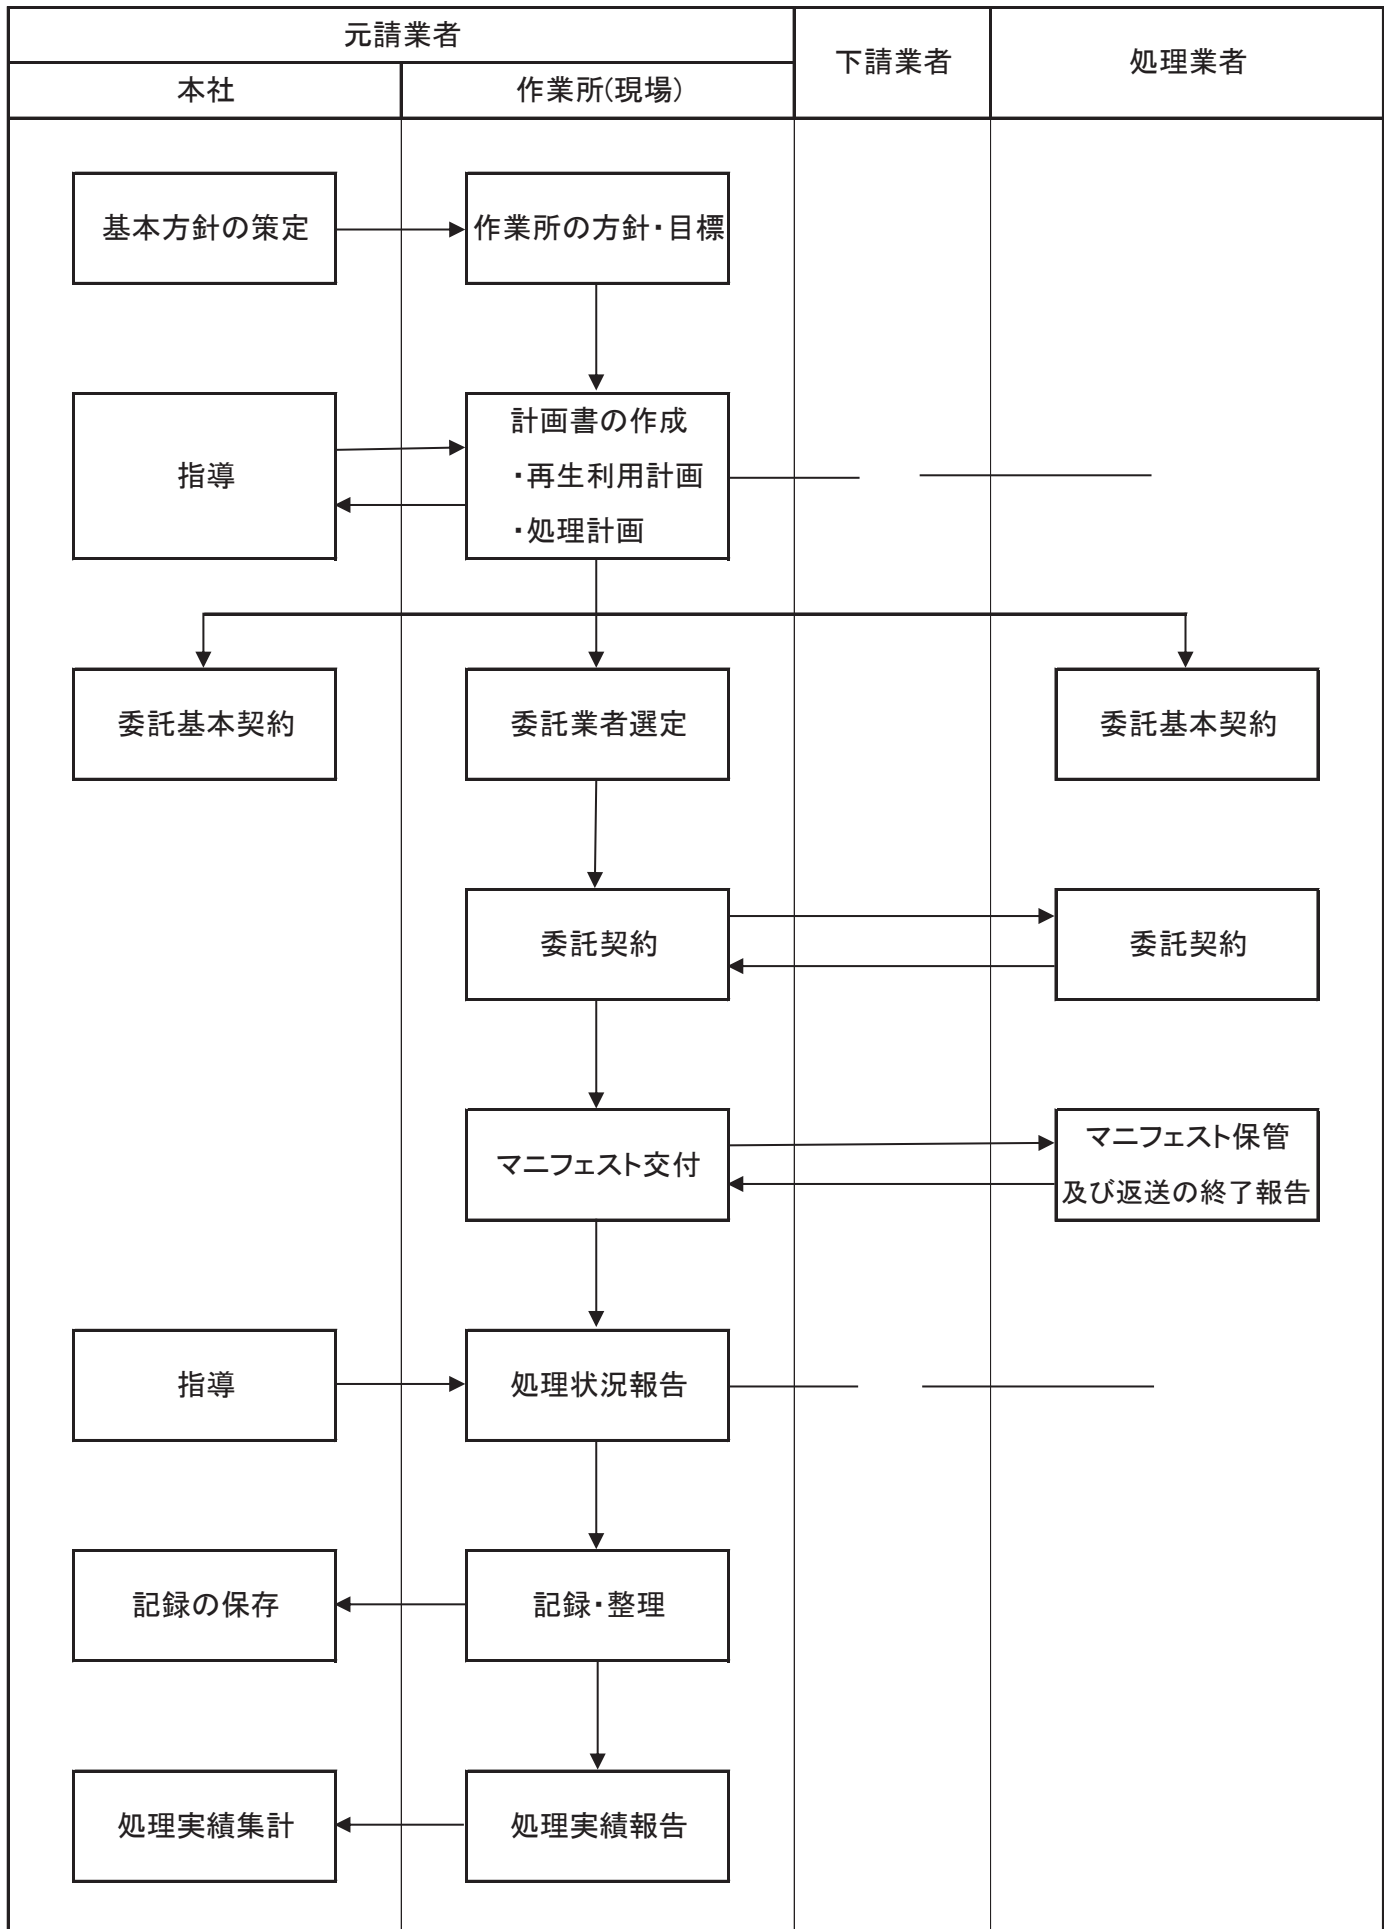 元請業者
下請業者
処理業者
本社
作業所(現場)
基本方針の策定
作業所の方針・目標
指導
計画書の作成
・再生利用計画
・処理計画
委託基本契約
委託業者選定
委託基本契約
委託契約
委託契約
マニフェスト交付
マニフェスト保管
及び返送の終了報告
指導
処理状況報告
記録の保存
記録・整理
処理実績集計
処理実績報告